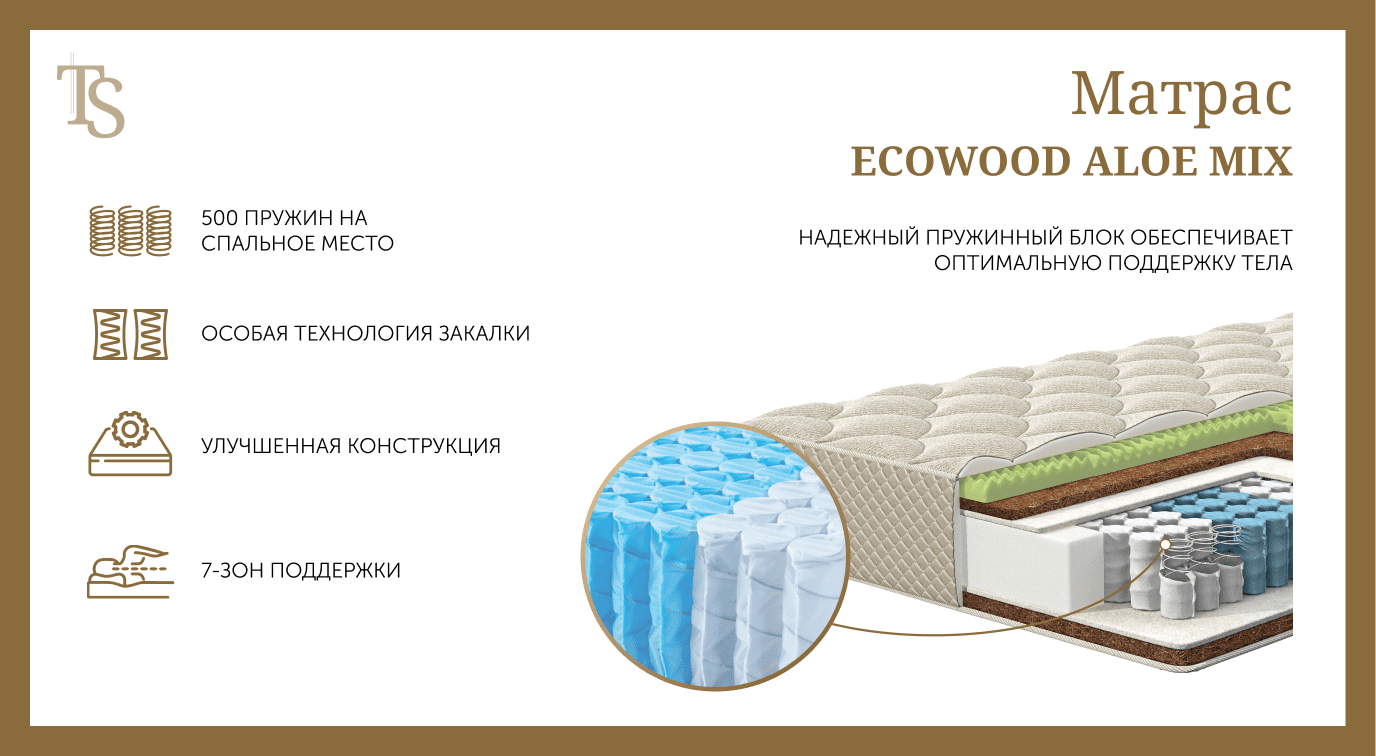 TS
Матрас
ECOWOOD ALOE MIX
НАДЕЖНЫЙ ПРУЖИННЫЙ БЛОК ОБЕСПЕЧИВАЕТ
ОПТИМАЛЬНУЮ ПОДДЕРЖКУ ТЕЛА
500 ПРУЖИН НА
СПАЛЬНОЕ МЕСТО
ОСОБАЯ ТЕХНОЛОГИЯ ЗАКАЛКИ
УЛУЧШЕННАЯ КОНСТРУКЦИЯ
7-ЗОН ПОДДЕРЖКИ